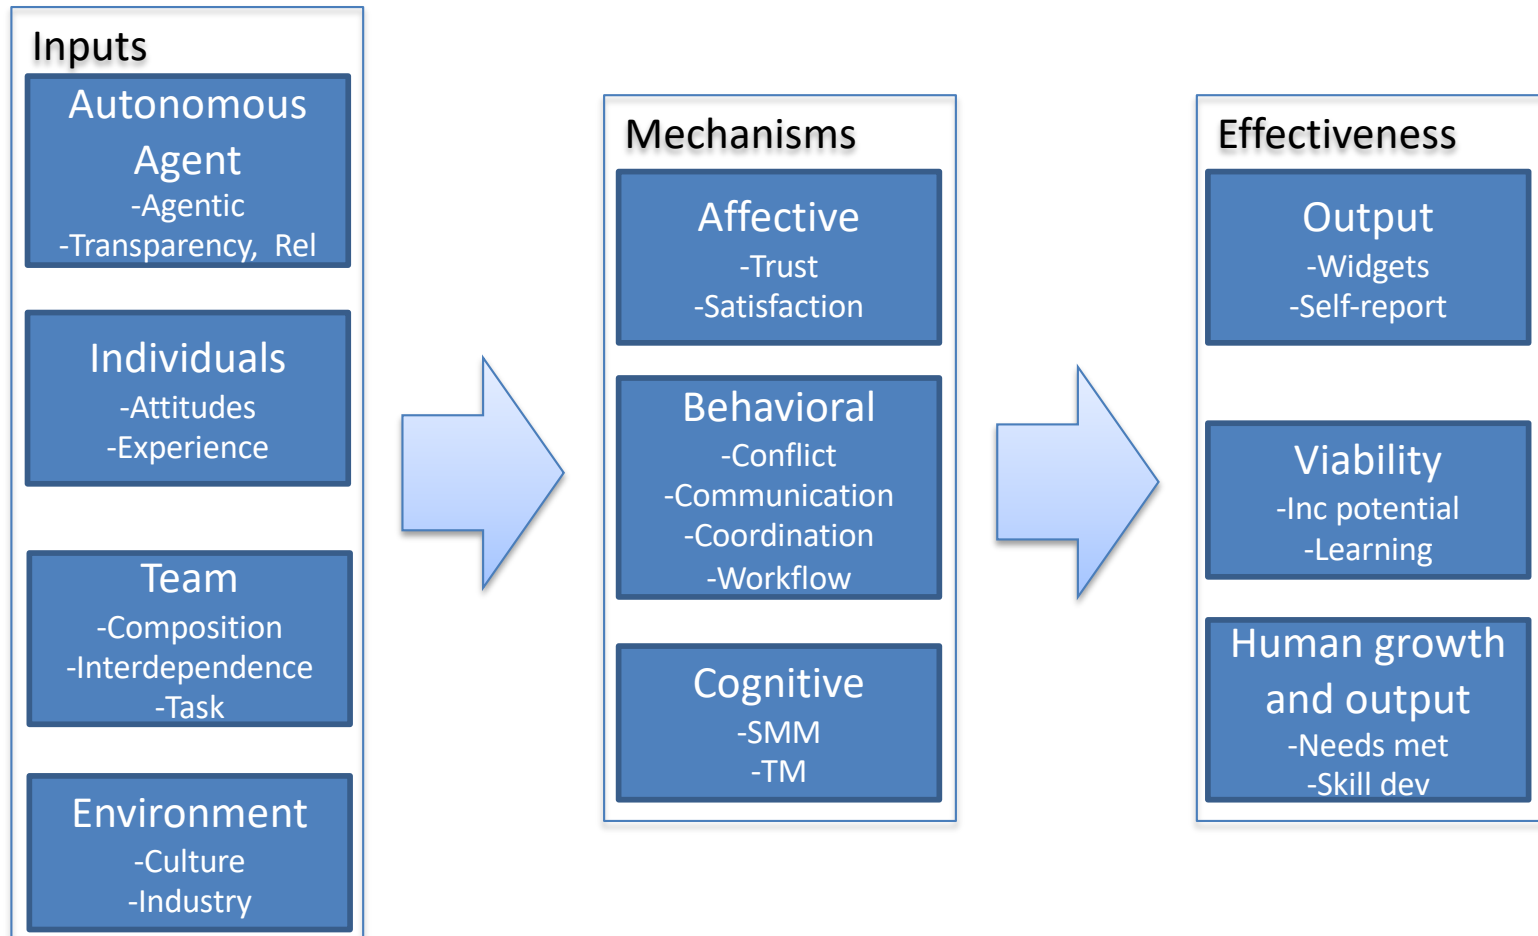 Inputs
Autonomous
Agent
-Agentic
-Transparency, Rel
Individuals
-Attitudes
-Experience
Team
-Composition
-Interdependence
-Task
Environment
-Culture
-Industry
Mechanisms
Affective
-Trust
-Satisfaction
Behavioral
-Conflict
-Communication
-Coordination
-Workflow
Cognitive
-SMM
-TM
Effectiveness
Output
-Widgets
-Self-report
Viability
-Inc potential
-Learning
Human growth
and output
-Needs met
-Skill dev